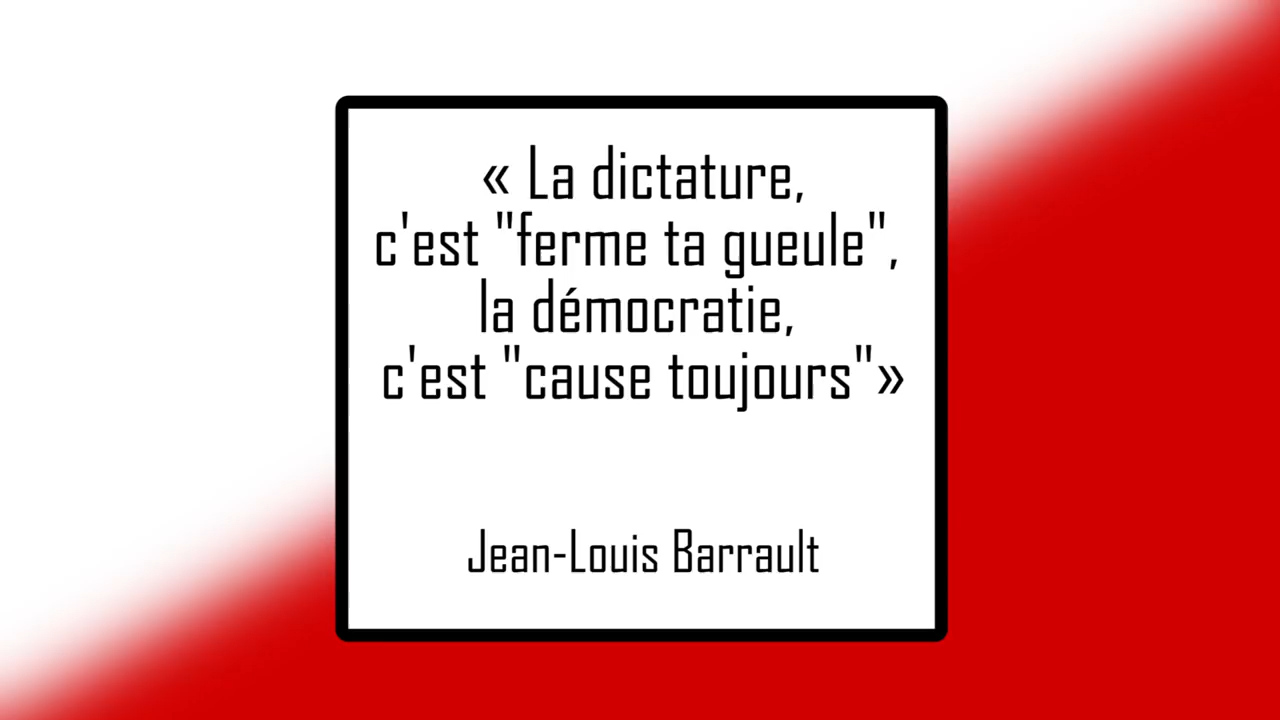 « La dictature,
c'est "ferme ta gueule",
la démocratie,
c'est "cause toujours"»
Jean-Louis Barrault